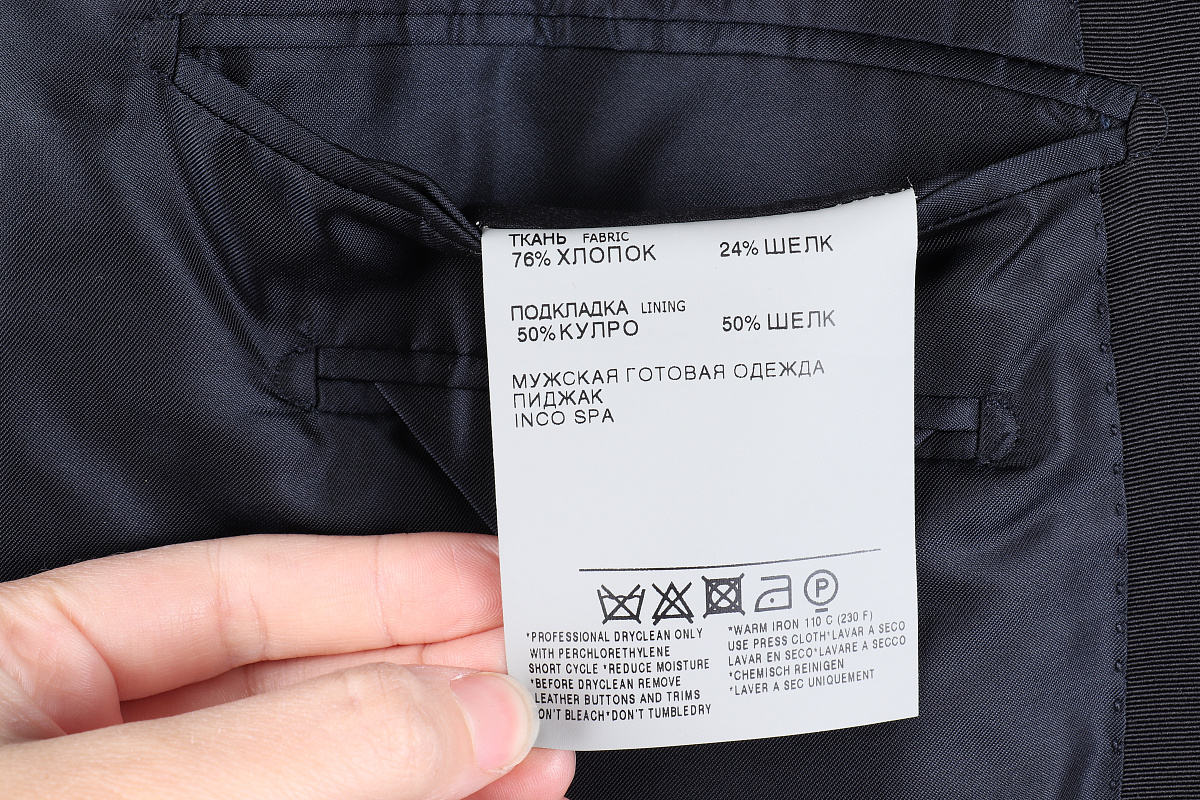 ТКАНЬ FABRIC
76% ХЛОПОК 24% ШЕЛК
ПОДКЛАДКА LINING
50% КУПРО 50% ШЕЛК
МУЖСКАЯ ГОТОВАЯ ОДЕЖДА
ПИДЖАК
INCO SPA
P
*PROFESSIONAL DRYCLEAN ONLY
WITH PERCHLORETHYLENE
SHORT CYCLE *REDUCE MOISTURE
*BEFORE DRYCLEAN REMOVE
LEATHER BUTTONS AND TRIMS
DON'T BLEACH*DON'T TUMBLEDRY
*WARM IRON 110 C (230 F)
USE PRESS CLOTH*LAVAR A SECO
LAVAR EN SECO*LAVARE A SECCO
*CHEMISCH REINIGEN
*LAVER A SEC UNIQUEMENT